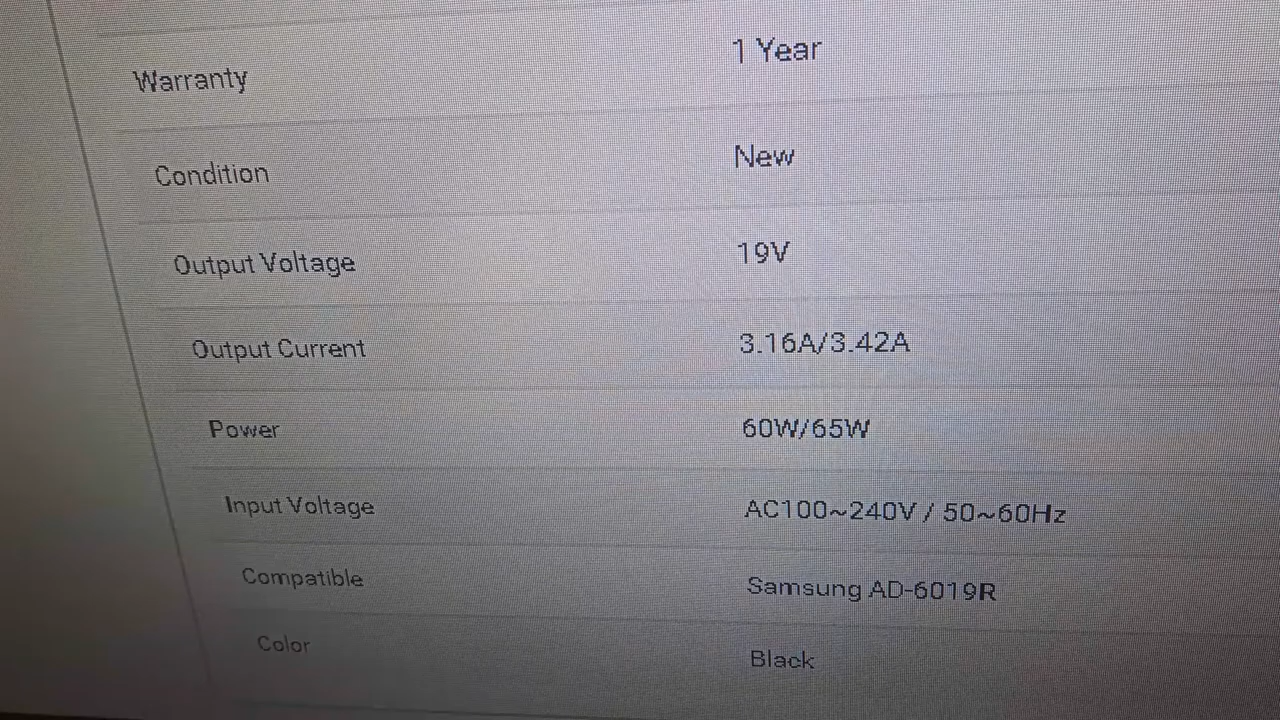 Warranty 1 Year
Condition New
Output Voltage 19V
Output Current 3.16A/3.42A
Power 60W/65W
Input Voltage AC100~240V / 50~60Hz
Compatible Samsung AD-6019R
Color Black